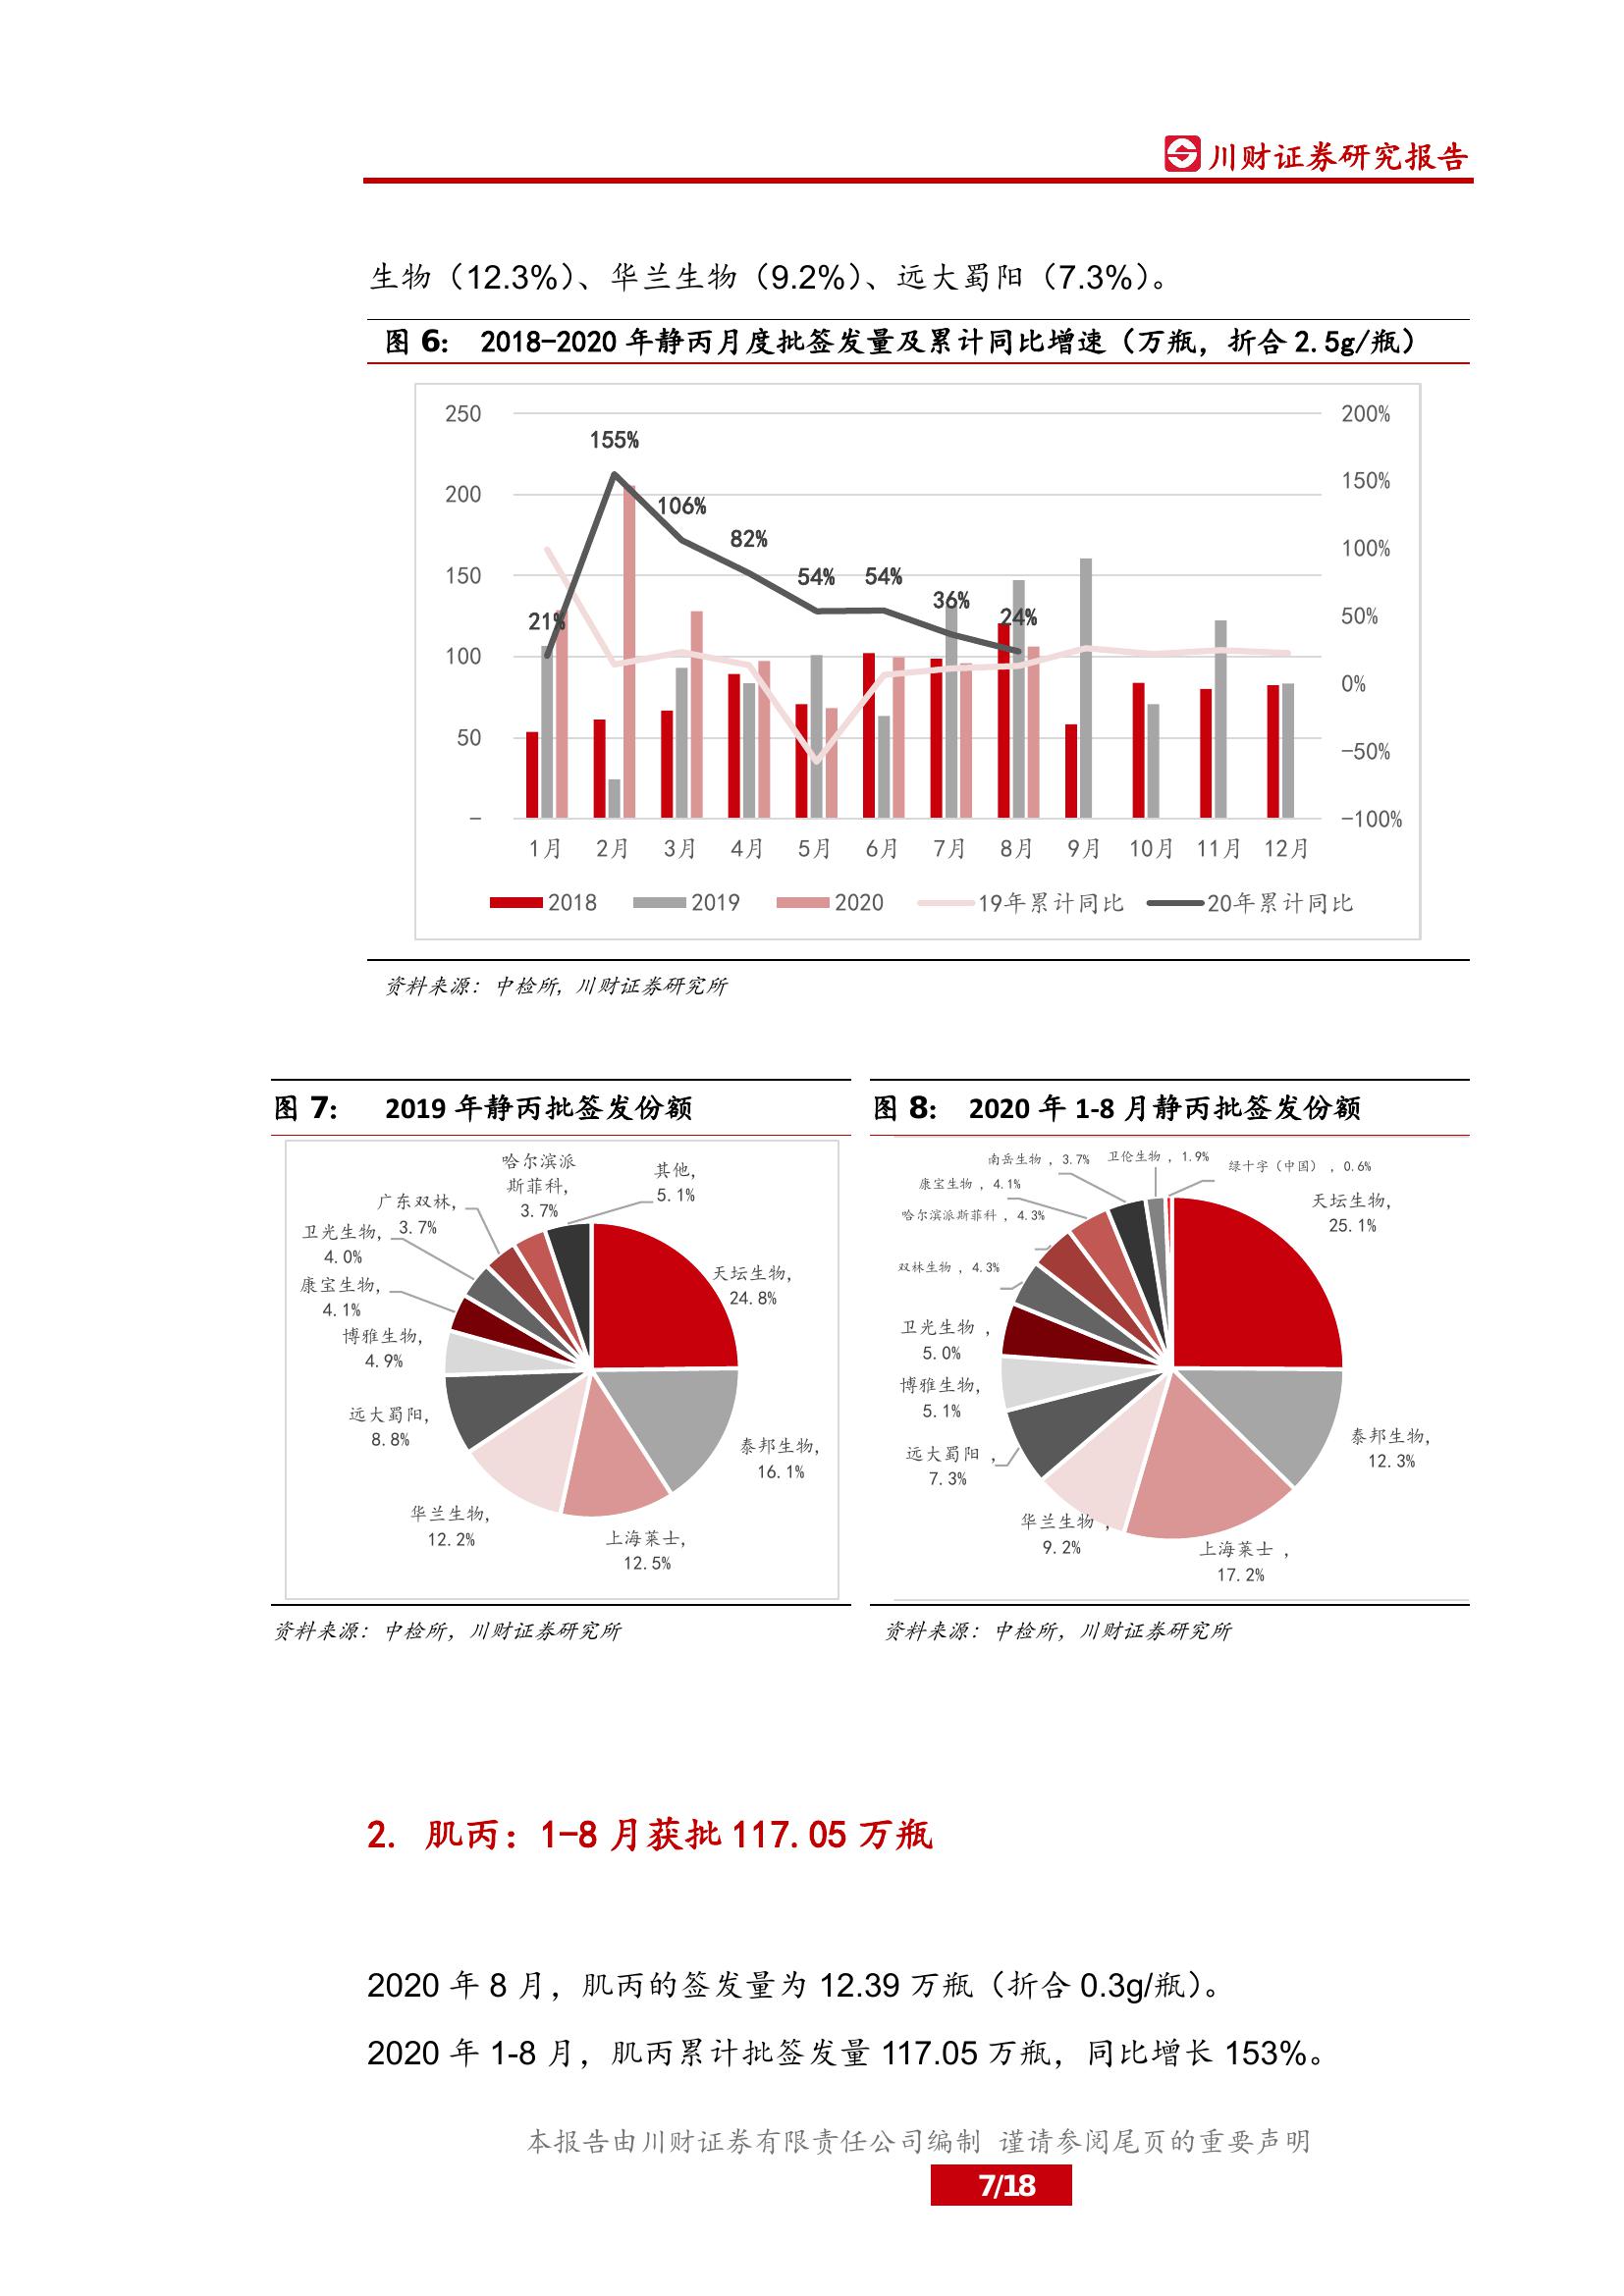 川财证券研究报告
生物（12.3%）、华兰生物（9.2%）、远大蜀阳（7.3%）。
图 6： 2018-2020 年静丙月度批签发量及累计同比增速（万瓶，折合 2.5g/瓶）
250
200
150
100
50
–
200%
150%
100%
50%
0%
-50%
-100%
21%
155%
106%
82%
54%
54%
36%
24%
1月 2月 3月 4月 5月 6月 7月 8月 9月 10月 11月 12月
2018 2019 2020 19年累计同比 20年累计同比
资料来源：中检所, 川财证券研究所
图 7： 2019 年静丙批签发份额
哈尔滨派
斯菲科,
3.7%
其他,
5.1%
广东双林,
3.7%
卫光生物,
4.0%
康宝生物,
4.1%
博雅生物,
4.9%
远大蜀阳,
8.8%
华兰生物,
12.2%
上海莱士,
12.5%
泰邦生物,
16.1%
天坛生物,
24.8%
资料来源：中检所，川财证券研究所
图 8： 2020 年 1-8 月静丙批签发份额
南岳生物 , 3.7%
卫伦生物 , 1.9%
绿十字（中国） , 0.6%
康宝生物 , 4.1%
哈尔滨派斯菲科 , 4.3%
双林生物 , 4.3%
卫光生物 ,
5.0%
博雅生物,
5.1%
远大蜀阳 ,
7.3%
华兰生物 ,
9.2%
上海莱士 ,
17.2%
泰邦生物,
12.3%
天坛生物,
25.1%
资料来源：中检所，川财证券研究所
2. 肌丙：1-8 月获批 117.05 万瓶
2020 年 8 月，肌丙的签发量为 12.39 万瓶（折合 0.3g/瓶）。
2020 年 1-8 月，肌丙累计批签发量 117.05 万瓶，同比增长 153%。
本报告由川财证券有限责任公司编制 谨请参阅尾页的重要声明
7/18